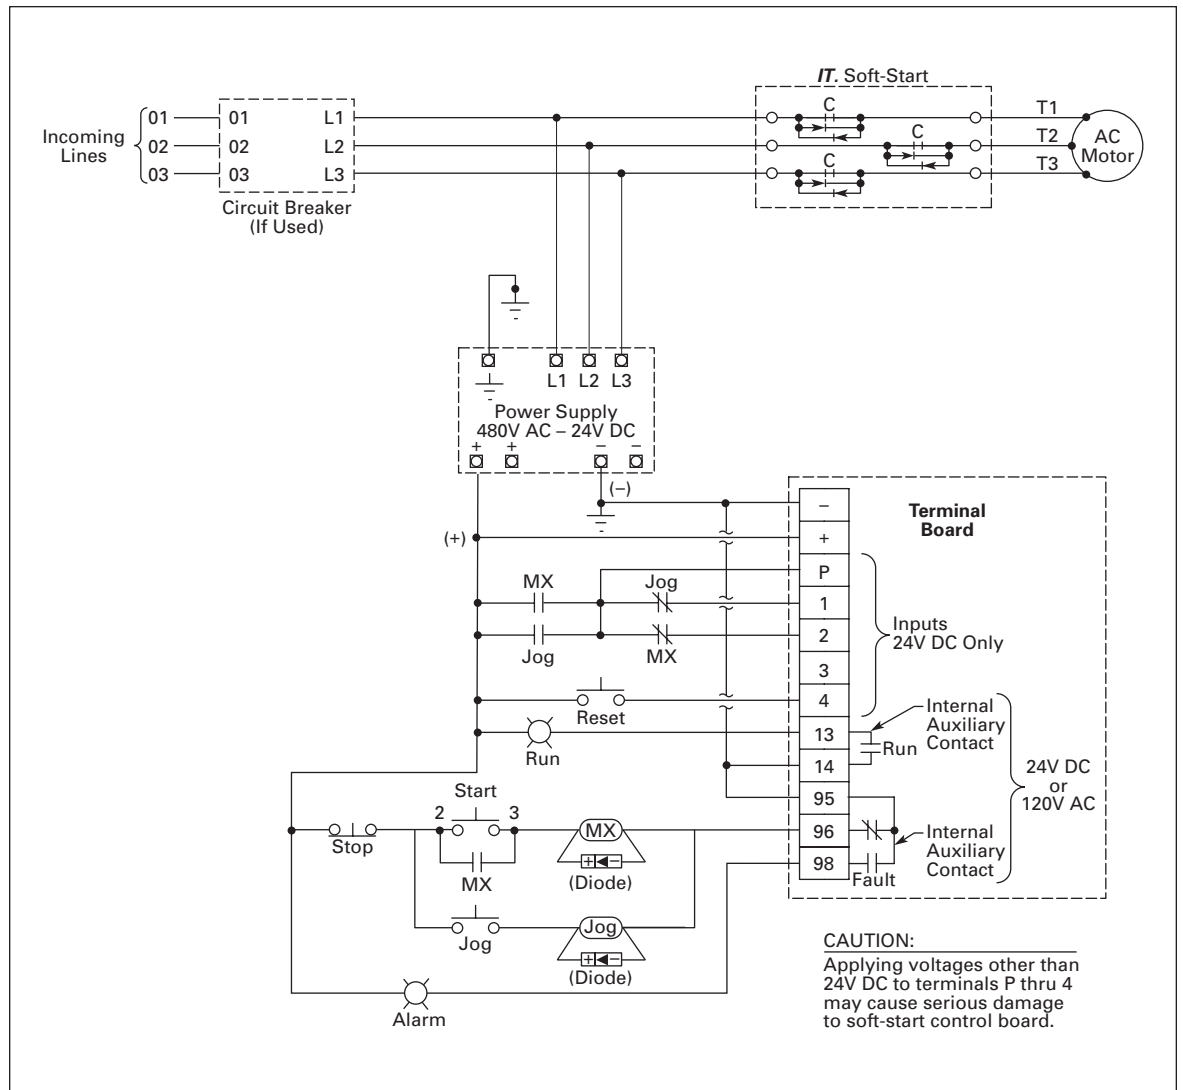 IT. Soft-Start
Incoming
Lines
01
02
03
01
02
03
L1
L2
L3
Circuit Breaker
(If Used)
C
C
C
T1
T2
T3
AC
Motor
L1 L2 L3
Power Supply
480V AC – 24V DC
+ + – –
(–)
(+)
Terminal
Board
–
+
P
1
2
3
4
13
14
95
96
98
MX
Jog
Jog
MX
Inputs
24V DC Only
Reset
Run
Internal
Auxiliary
Contact
Run
24V DC
or
120V AC
Internal
Auxiliary
Contact
Fault
Start
2 3
Stop
MX
MX
+ –
(Diode)
Jog
Jog
+ –
(Diode)
Alarm
CAUTION:
Applying voltages other than
24V DC to terminals P thru 4
may cause serious damage
to soft-start control board.